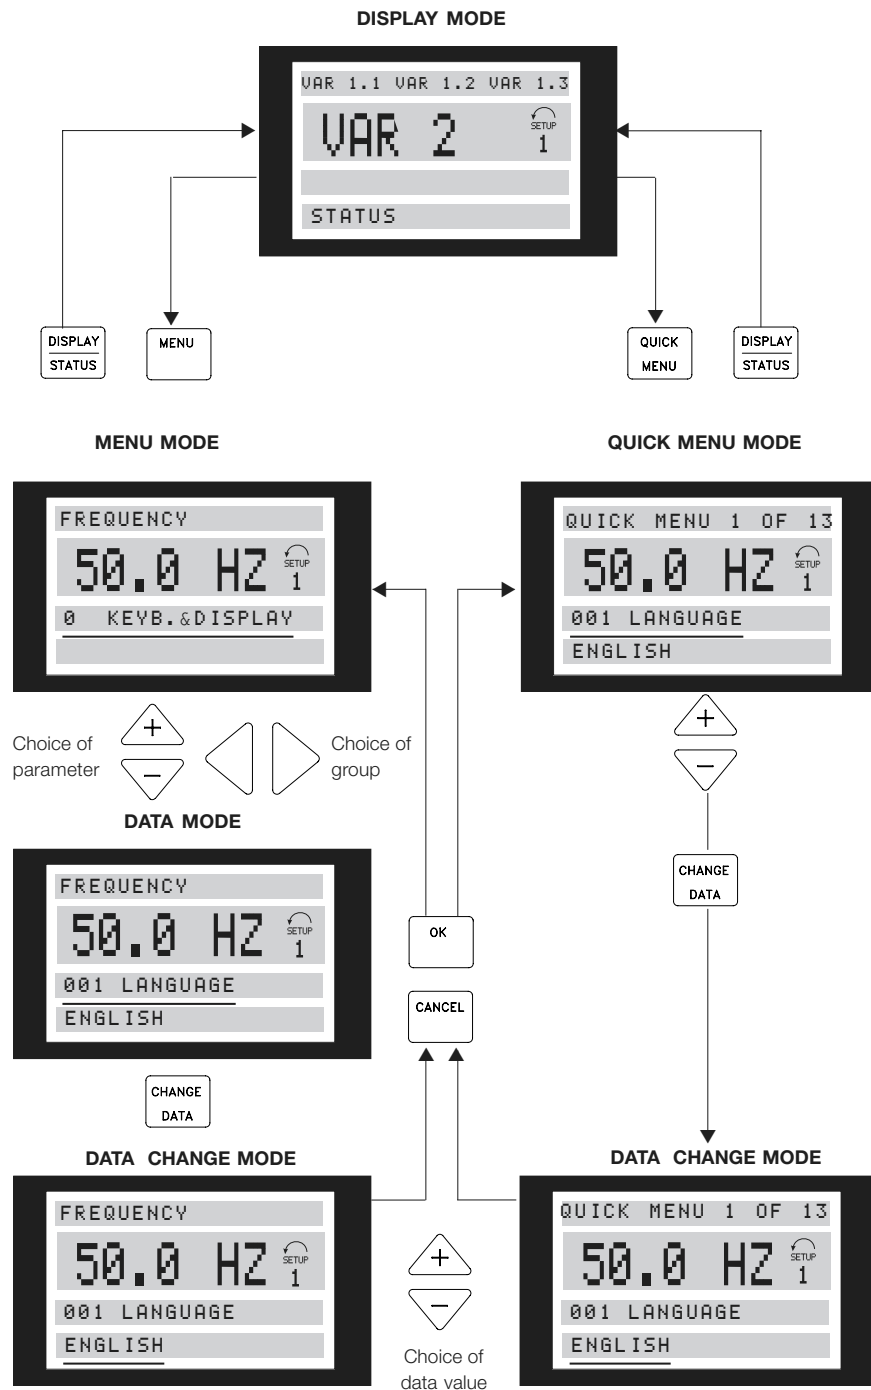 DISPLAY MODE
VAR 1.1 VAR 1.2 VAR 1.3
VAR 2
SETUP
1
STATUS
DISPLAY
STATUS
MENU
QUICK
MENU
DISPLAY
STATUS
MENU MODE
FREQUENCY
50.0 HZ
SETUP
1
0 KEYB.&DISPLAY
Choice of
parameter
+
−
Choice of
group
DATA MODE
FREQUENCY
50.0 HZ
SETUP
1
001 LANGUAGE
ENGLISH
CHANGE
DATA
DATA CHANGE MODE
FREQUENCY
50.0 HZ
SETUP
1
001 LANGUAGE
ENGLISH
OK
CANCEL
+
−
Choice of
data value
QUICK MENU MODE
QUICK MENU 1 OF 13
50.0 HZ
SETUP
1
001 LANGUAGE
ENGLISH
+
−
CHANGE
DATA
DATA CHANGE MODE
QUICK MENU 1 OF 13
50.0 HZ
SETUP
1
001 LANGUAGE
ENGLISH